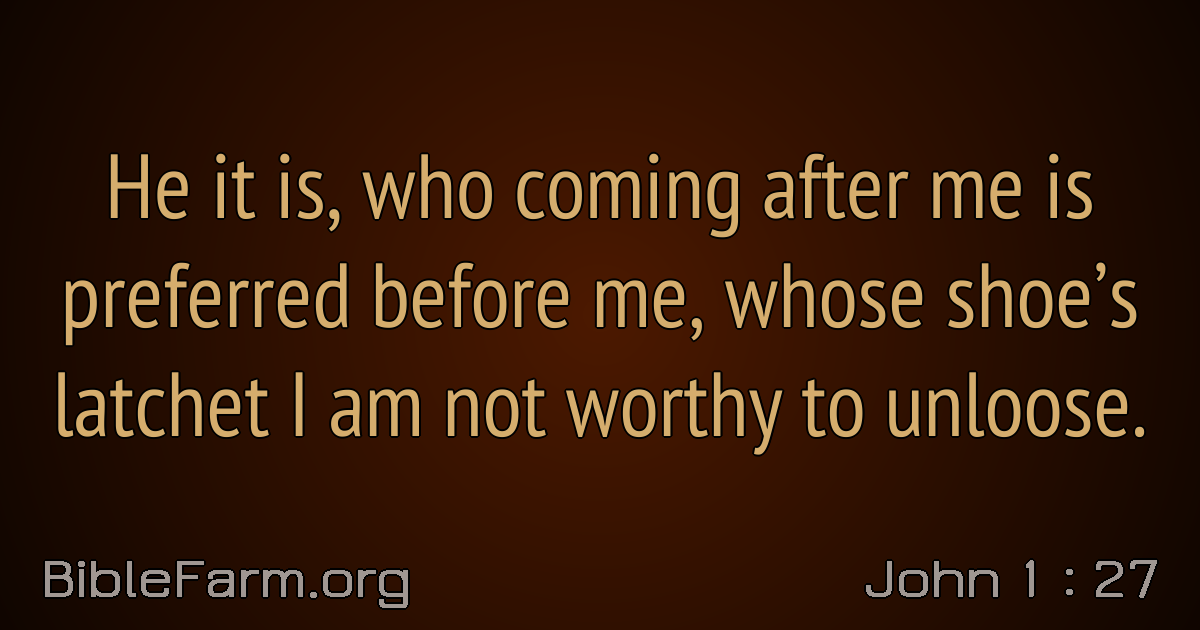 He it is, who coming after me is
preferred before me, whose shoe’s
latchet I am not worthy to unloose.
BibleFarm.org
John 1 : 27